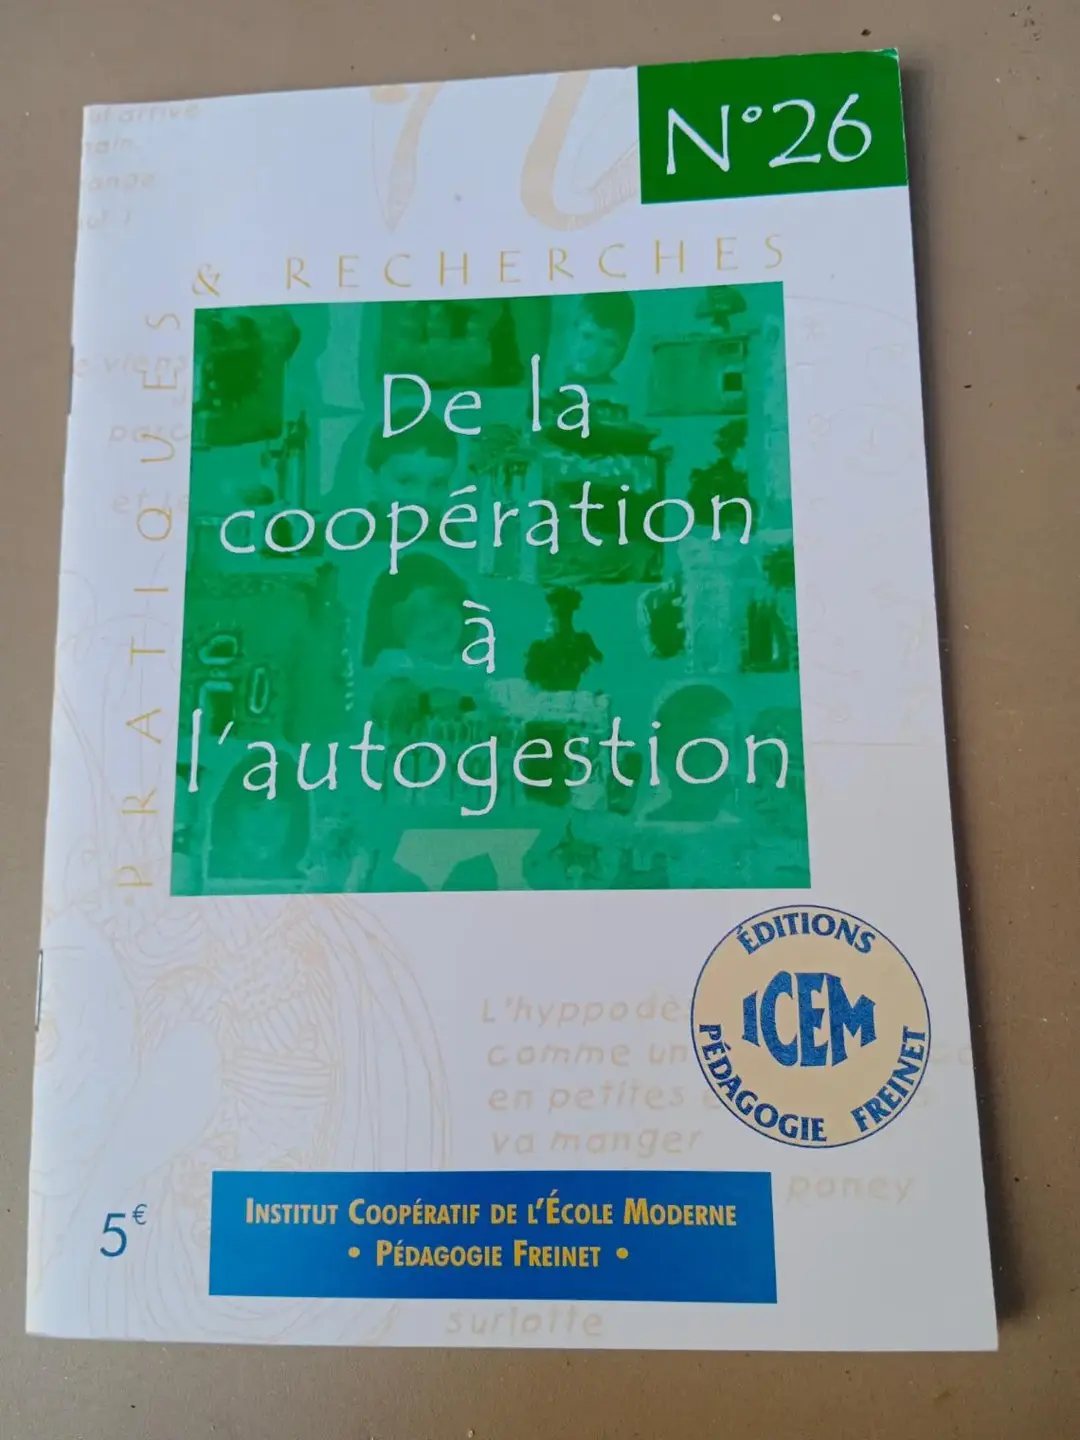 N°26
PRATIQUES
& RECHERCHES
De la
coopération
à
l'autogestion
ÉDITIONS
ICEM
PÉDAGOGIE FREINET
L'hyppodè
comme un
en petites
va manger
poney
5€
INSTITUT COOPÉRATIF DE L'ÉCOLE MODERNE
• PÉDAGOGIE FREINET •
surlotte